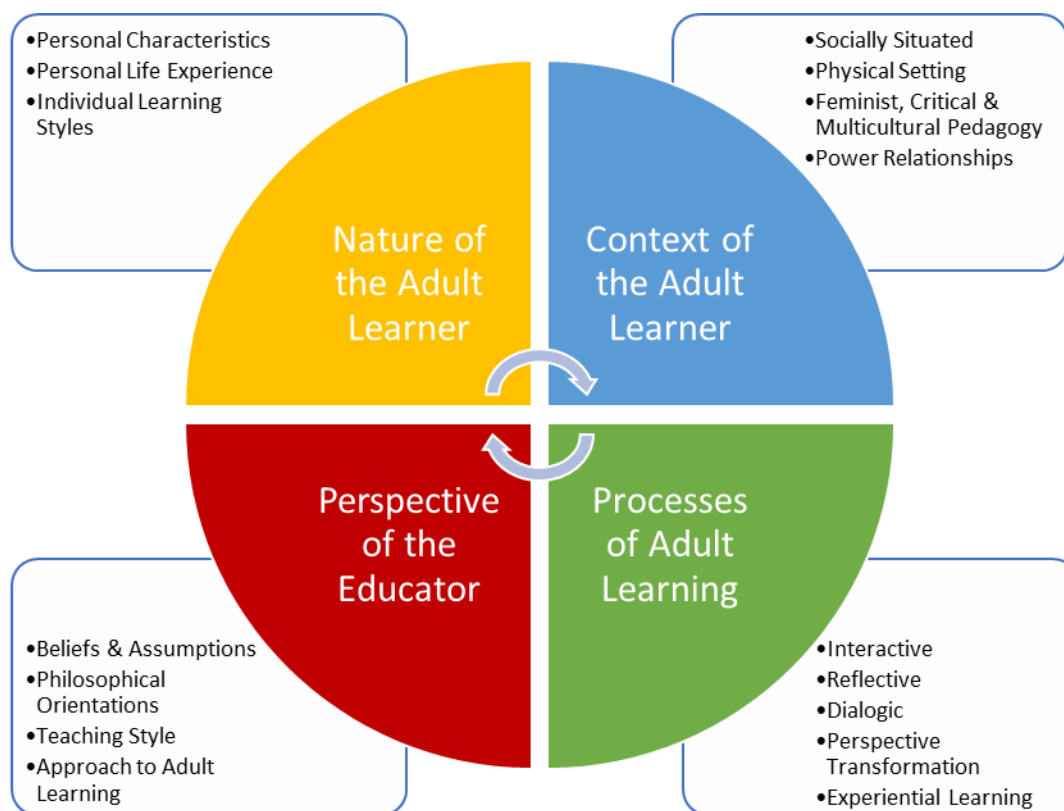 •Personal Characteristics
•Personal Life Experience
•Individual Learning
Styles
•Socially Situated
•Physical Setting
•Feminist, Critical &
Multicultural Pedagogy
•Power Relationships
Nature of
the Adult
Learner
Context of
the Adult
Learner
Perspective
of the
Educator
Processes
of Adult
Learning
•Beliefs & Assumptions
•Philosophical
Orientations
•Teaching Style
•Approach to Adult
Learning
•Interactive
•Reflective
•Dialogic
•Perspective
Transformation
•Experiential Learning